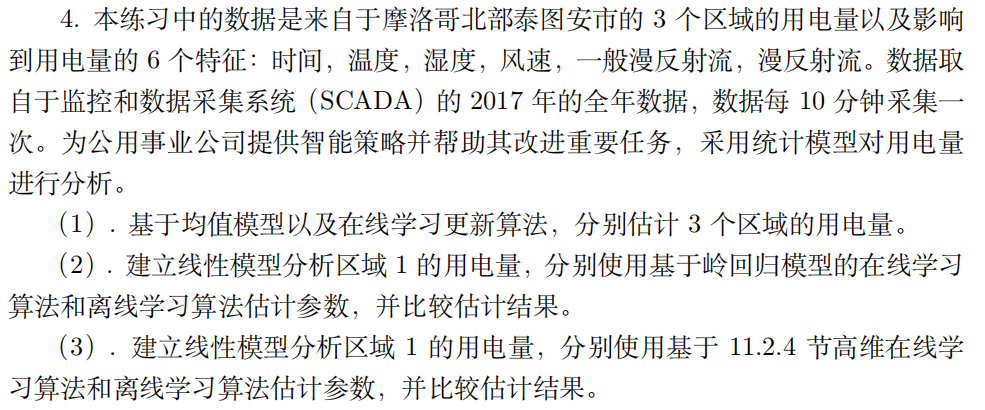 4. 本练习中的数据是来自于摩洛哥北部泰图安市的 3 个区域的用电量以及影响
到用电量的 6 个特征：时间，温度，湿度，风速，一般漫反射流，漫反射流。数据取
自于监控和数据采集系统（SCADA）的 2017 年的全年数据，数据每 10 分钟采集一
次。为公用事业公司提供智能策略并帮助其改进重要任务，采用统计模型对用电量
进行分析。
（1）. 基于均值模型以及在线学习更新算法，分别估计 3 个区域的用电量。
（2）. 建立线性模型分析区域 1 的用电量，分别使用基于岭回归模型的在线学习
算法和离线学习算法估计参数，并比较估计结果。
（3）. 建立线性模型分析区域 1 的用电量，分别使用基于 11.2.4 节高维在线学
习算法和离线学习算法估计参数，并比较估计结果。